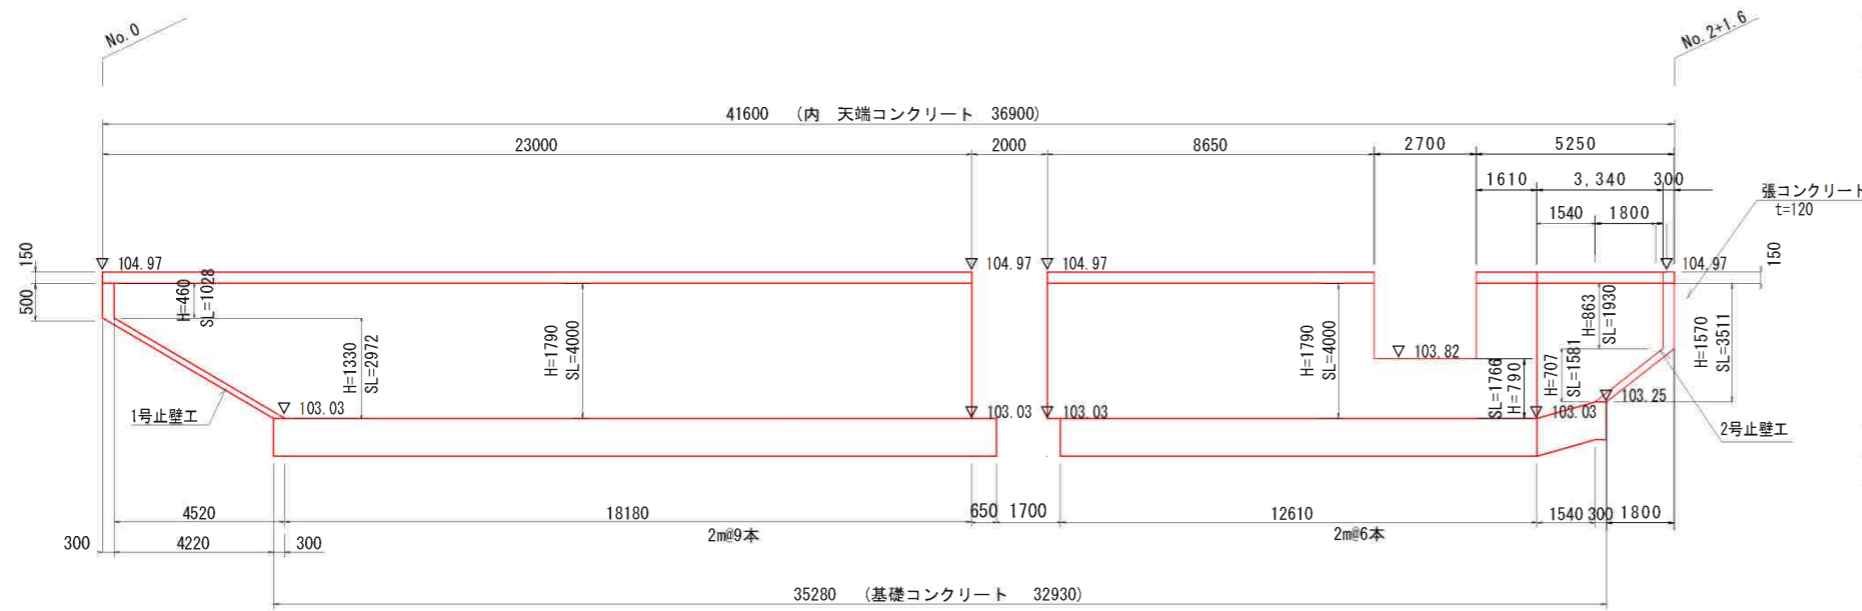 No.0
No.2+1.6
41600 (内 天端コンクリート 36900)
23000
2000
8650
2700
5250
1610
3,340
300
1540
1800
張コンクリート
t=120
150
500
104.97
104.97
104.97
104.97
150
H=460
SL=1028
H=1330
SL=2972
H=1790
SL=4000
H=1790
SL=4000
103.82
SL=1766
H=790
H=863
SL=1930
H=707
SL=1581
H=1570
SL=3511
1号止壁工
103.03
103.03
103.03
103.03
103.25
2号止壁工
4520
18180
650
1700
12610
1540
300
1800
2m@9本
2m@6本
300
4220
300
35280 (基礎コンクリート 32930)